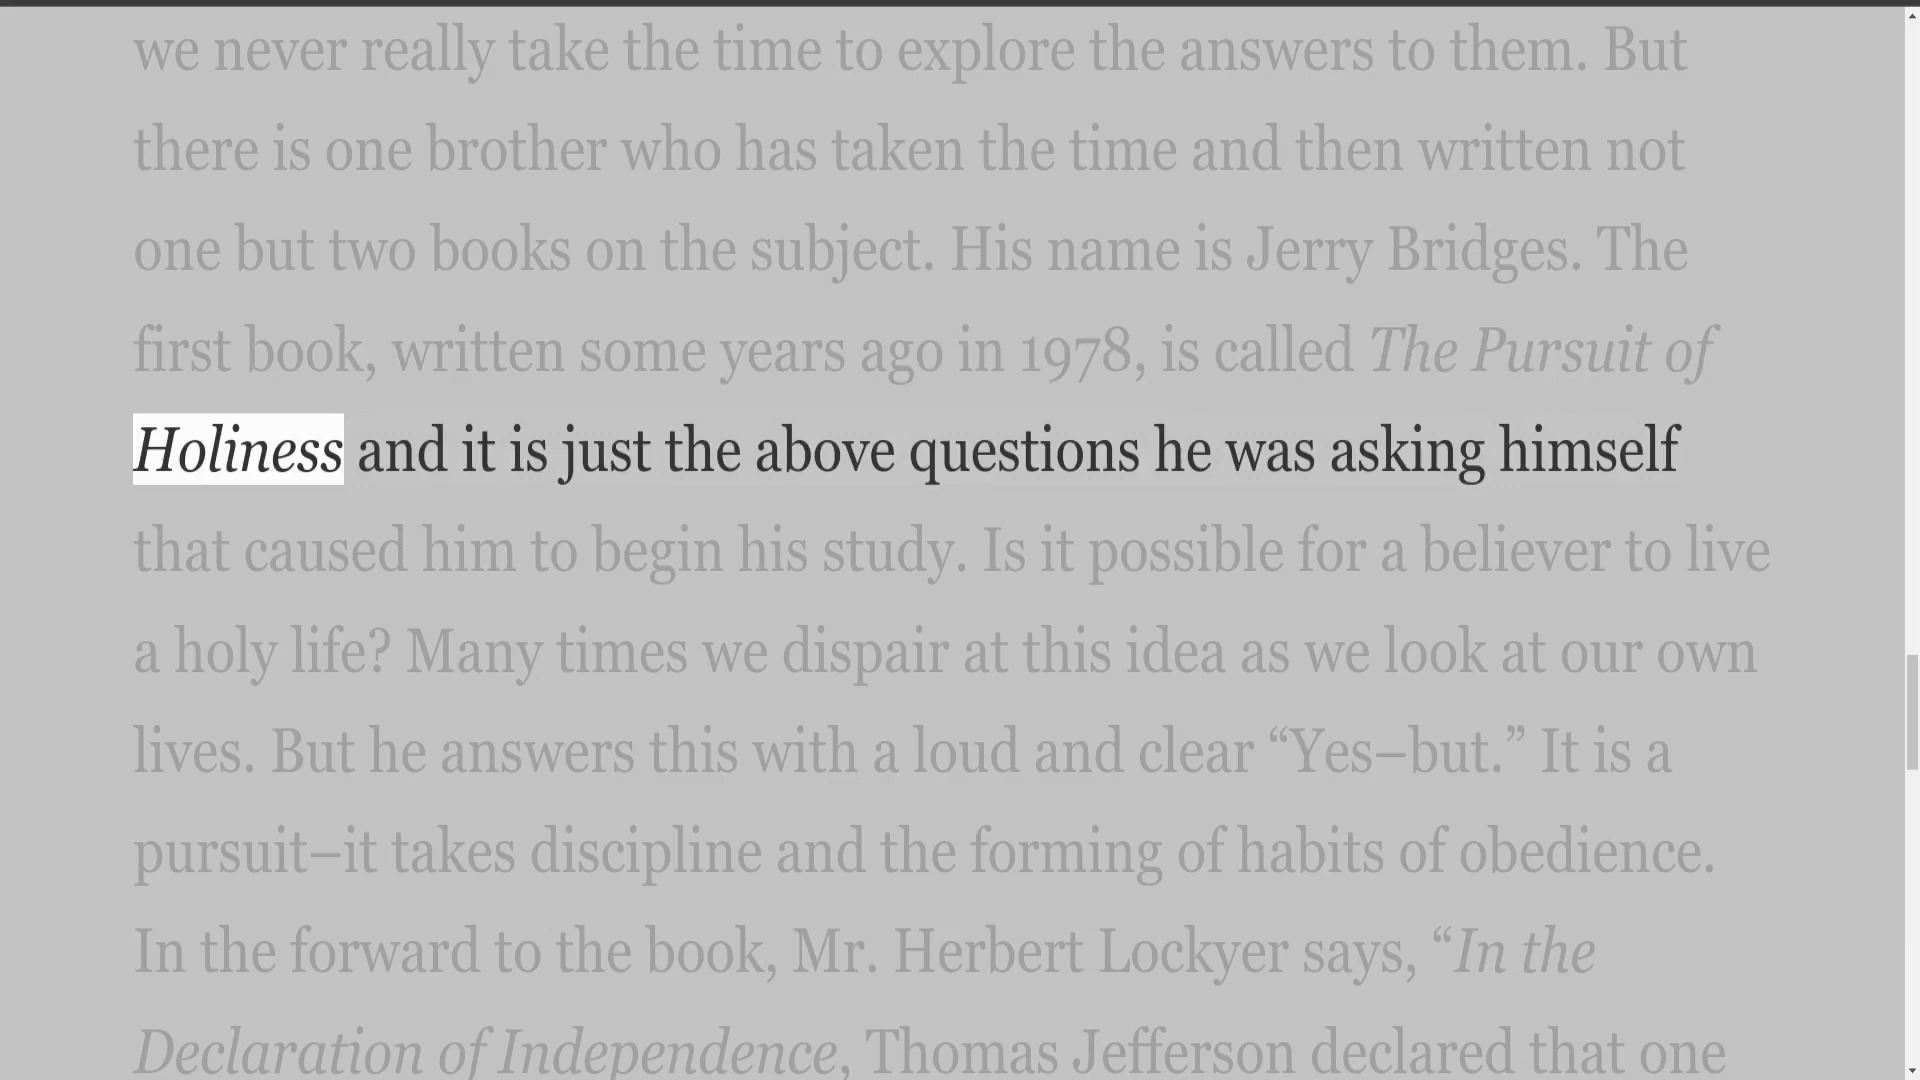 we never really take the time to explore the answers to them. But
there is one brother who has taken the time and then written not
one but two books on the subject. His name is Jerry Bridges. The
first book, written some years ago in 1978, is called The Pursuit of
Holiness and it is just the above questions he was asking himself
that caused him to begin his study. Is it possible for a believer to live
a holy life? Many times we dispair at this idea as we look at our own
lives. But he answers this with a loud and clear “Yes–but.” It is a
pursuit–it takes discipline and the forming of habits of obedience.
In the forward to the book, Mr. Herbert Lockyer says, “In the
Declaration of Independence, Thomas Jefferson declared that one